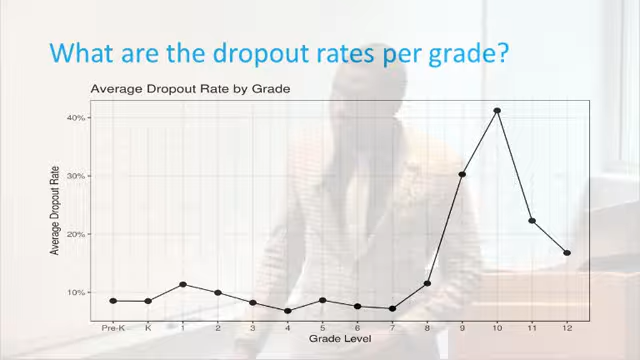 What are the dropout rates per grade?
Average Dropout Rate by Grade
40%
30%
20%
10%
Average Dropout Rate
Pre-K K 1 2 3 4 5 6 7 8 9 10 11 12
Grade Level